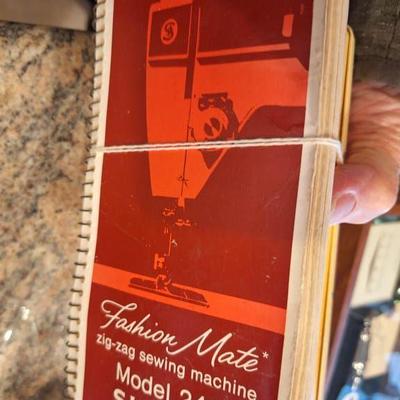 Fashion Mate*
zig-zag sewing machine
Model